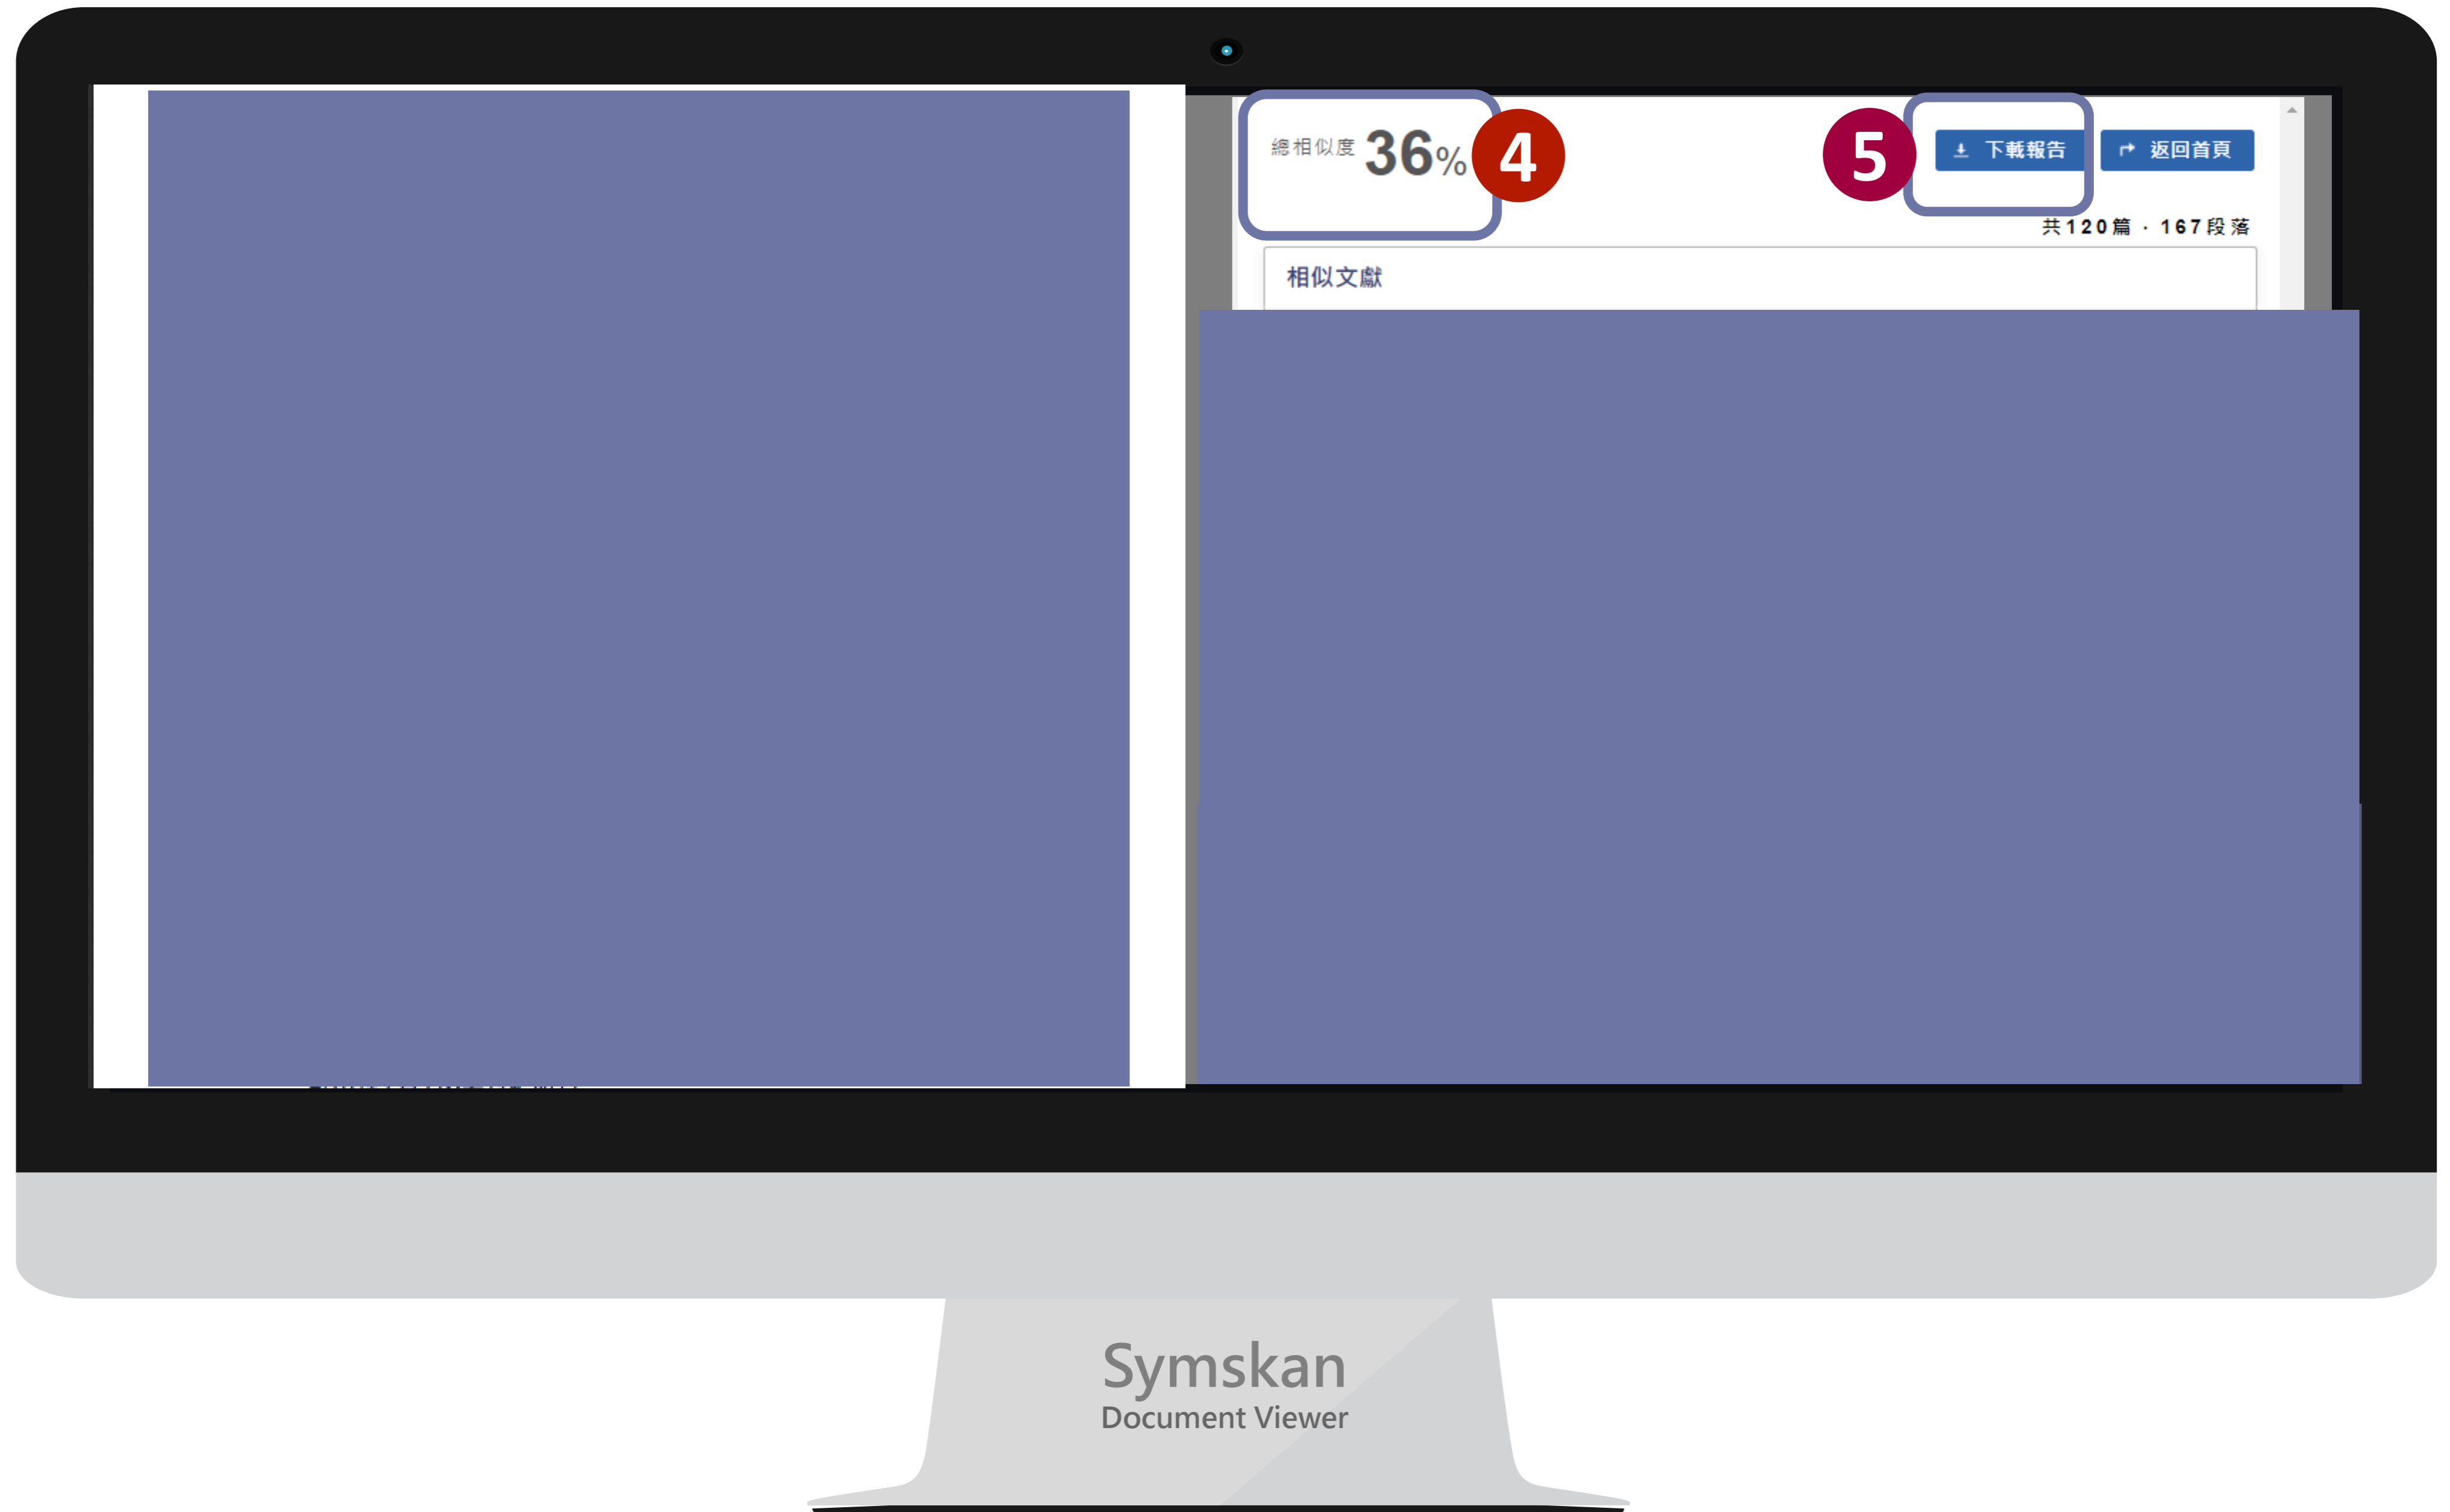 總相似度 36% 4
5 下載報告 返回首頁
共120篇 · 167段落
相似文獻
Symskan
Document Viewer